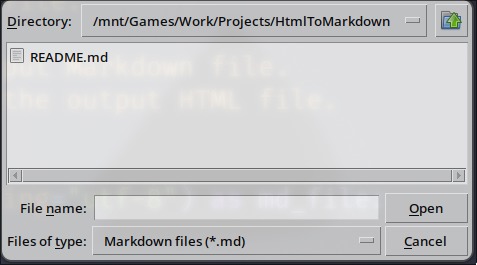 Directory: /mnt/Games/Work/Projects/HtmlToMarkdown
README.md
Markdown file.
the output HTML file.
md_file
File name: Open
Files of type: Markdown files (*.md) Cancel